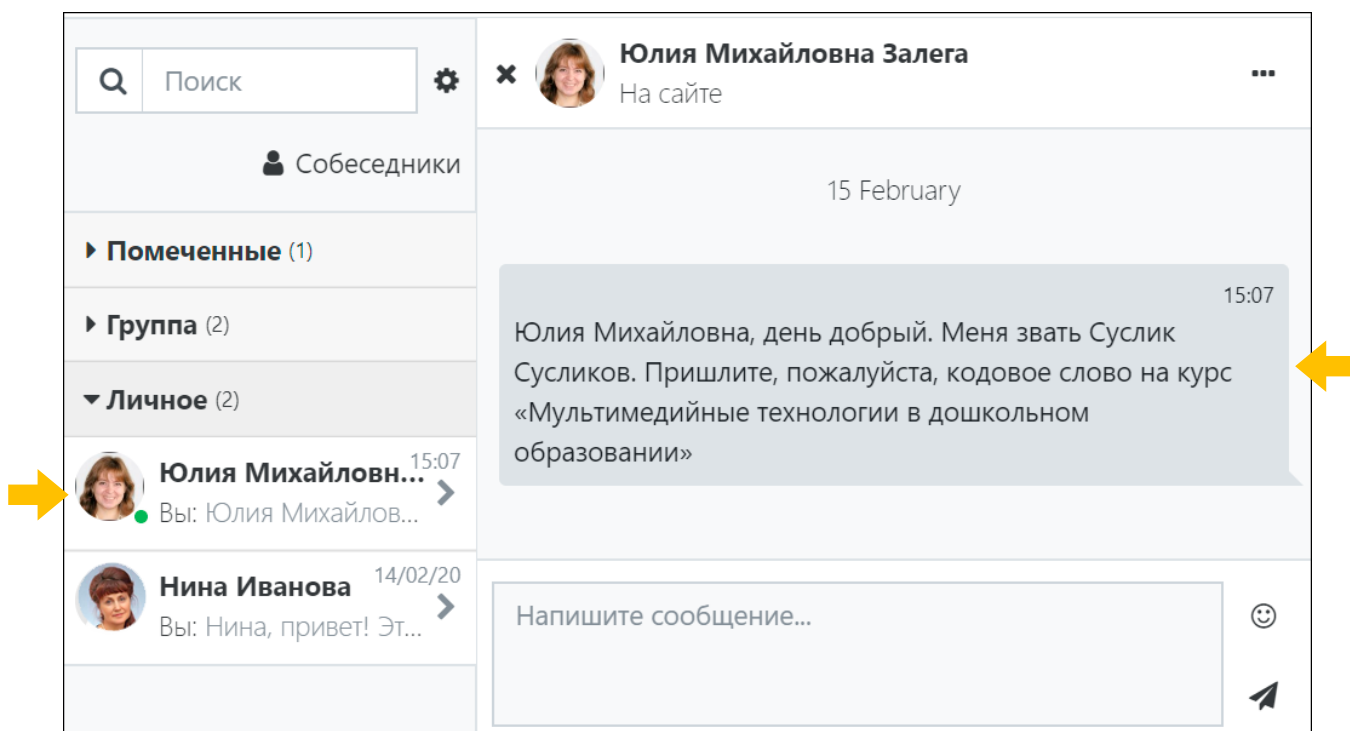 Поиск
Собеседники
Помеченные (1)
Группа (2)
Личное (2)
Юлия Михайловн... 15:07
Вы: Юлия Михайлов...
Нина Иванова 14/02/20
Вы: Нина, привет! Эт...
Юлия Михайловна Залега
На сайте
15 February
15:07
Юлия Михайловна, день добрый. Меня звать Суслик
Сусликов. Пришлите, пожалуйста, кодовое слово на курс
«Мультимедийные технологии в дошкольном
образовании»
Напишите сообщение...